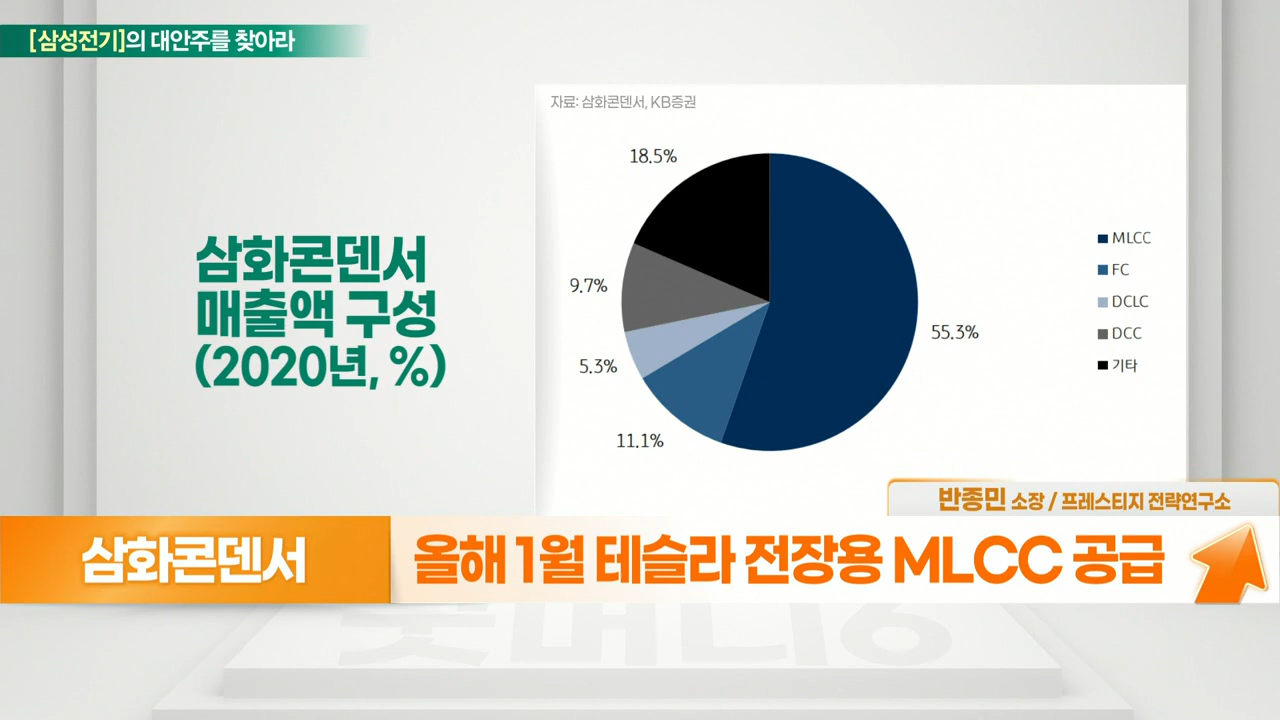 [삼성전기]의 대안주를 찾아라
자료: 삼화콘덴서, KB증권
삼화콘덴서
매출액 구성
(2020년, %)
18.5%
9.7%
5.3%
11.1%
55.3%
MLCC
FC
DCLC
DCC
기타
반종민 소장 / 프레스티지 전략연구소
삼화콘덴서
올해 1월 테슬라 전장용 MLCC 공급
굿머니6